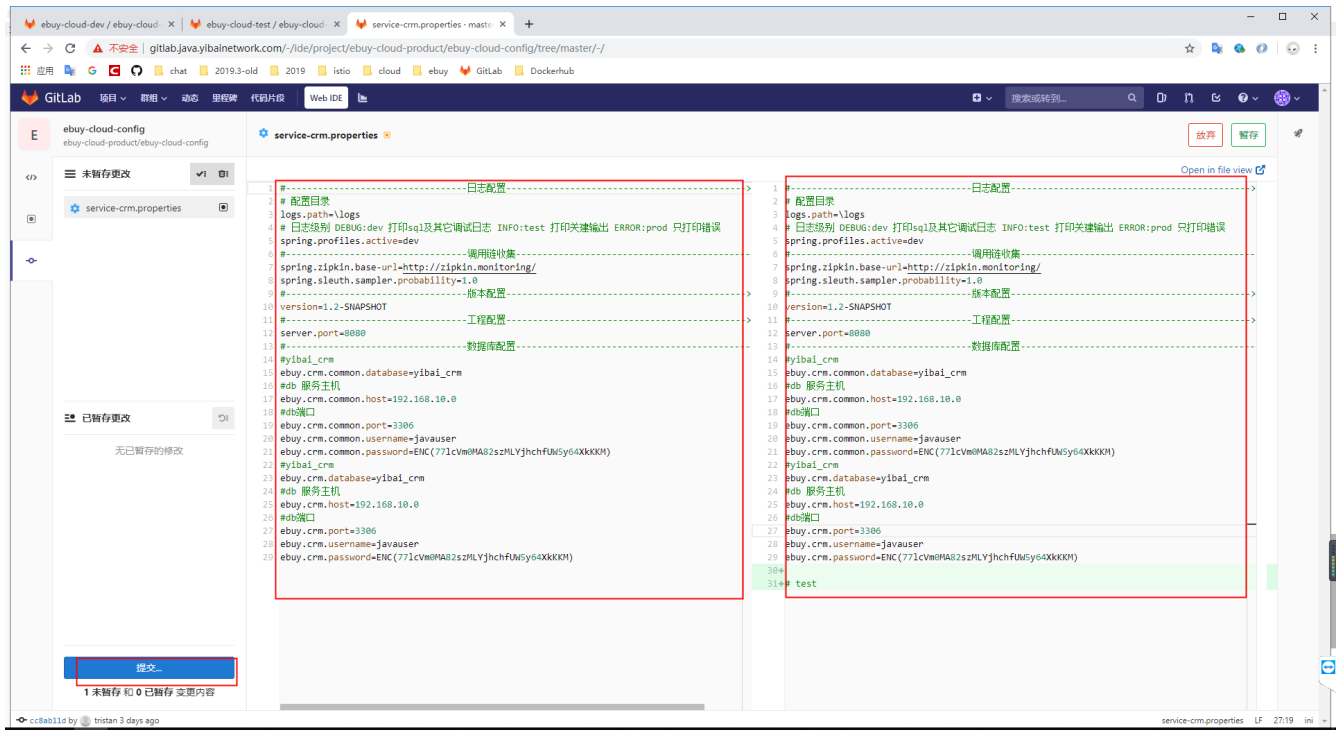 ebuy-cloud-dev / ebuy-cloud-
ebuy-cloud-test / ebuy-cloud-
service-crm.properties · maste
不安全 | gitlab.java.yibainetwork.com/-/ide/project/ebuy-cloud-product/ebuy-cloud-config/tree/master/-/
应用 chat 2019.3-old 2019 istio cloud ebuy GitLab Dockerhub
GitLab 项目 群组 动态 里程碑 代码片段 Web IDE 搜索或转到...
E ebuy-cloud-config
ebuy-cloud-product/ebuy-cloud-config
service-crm.properties
放弃 暂存
未暂存更改
Open in file view
service-crm.properties
已暂存更改
无已暂存的修改
提交...
1 未暂存 和 0 已暂存 变更内容
1 #-----------------------------------日志配置----------------------------------------------->
2 # 配置目录
3 logs.path=\logs
4 # 日志级别 DEBUG:dev 打印sql及其它调试日志 INFO:test 打印关建输出 ERROR:prod 只打印错误
5 spring.profiles.active=dev
6 #-----------------------------------调用链收集-----------------------------------------------
7 spring.zipkin.base-url=http://zipkin.monitoring/
8 spring.sleuth.sampler.probability=1.0
9 #-----------------------------------版本配置----------------------------------------------->
10 version=1.2-SNAPSHOT
11 #-----------------------------------工程配置----------------------------------------------->
12 server.port=8080
13 #-----------------------------------数据库配置-----------------------------------------------
14 #yibai_crm
15 ebuy.crm.common.database=yibai_crm
16 #db 服务主机
17 ebuy.crm.common.host=192.168.10.0
18 #db端口
19 ebuy.crm.common.port=3306
20 ebuy.crm.common.username=javauser
21 ebuy.crm.common.password=ENC(77lcVm0MA82szMLYjhchfUW5y64XkKKM)
22 #yibai_crm
23 ebuy.crm.database=yibai_crm
24 #db 服务主机
25 ebuy.crm.host=192.168.10.0
26 #db端口
27 ebuy.crm.port=3306
28 ebuy.crm.username=javauser
29 ebuy.crm.password=ENC(77lcVm0MA82szMLYjhchfUW5y64XkKKM)
1 #-----------------------------------日志配置----------------------------------------------->
2 # 配置目录
3 logs.path=\logs
4 # 日志级别 DEBUG:dev 打印sql及其它调试日志 INFO:test 打印关建输出 ERROR:prod 只打印错误
5 spring.profiles.active=dev
6 #-----------------------------------调用链收集-----------------------------------------------
7 spring.zipkin.base-url=http://zipkin.monitoring/
8 spring.sleuth.sampler.probability=1.0
9 #-----------------------------------版本配置----------------------------------------------->
10 version=1.2-SNAPSHOT
11 #-----------------------------------工程配置----------------------------------------------->
12 server.port=8080
13 #-----------------------------------数据库配置-----------------------------------------------
14 #yibai_crm
15 ebuy.crm.common.database=yibai_crm
16 #db 服务主机
17 ebuy.crm.common.host=192.168.10.0
18 #db端口
19 ebuy.crm.common.port=3306
20 ebuy.crm.common.username=javauser
21 ebuy.crm.common.password=ENC(77lcVm0MA82szMLYjhchfUW5y64XkKKM)
22 #yibai_crm
23 ebuy.crm.database=yibai_crm
24 #db 服务主机
25 ebuy.crm.host=192.168.10.0
26 #db端口
27 ebuy.crm.port=3306
28 ebuy.crm.username=javauser
29 ebuy.crm.password=ENC(77lcVm0MA82szMLYjhchfUW5y64XkKKM)
30+
31+ # test
cc8ab11d by tristan 3 days ago
service-crm.properties LF 27:19 ini